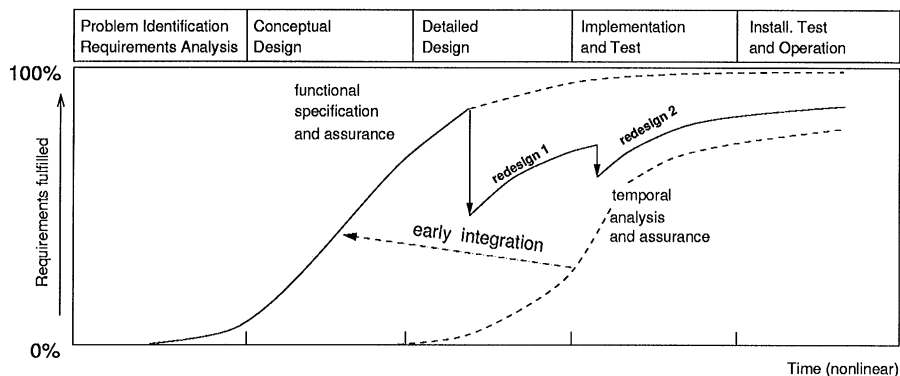 Problem Identification
Requirements Analysis
Conceptual
Design
Detailed
Design
Implementation
and Test
Install. Test
and Operation
100%
functional
specification
and assurance
redesign 1
redesign 2
Requirements fulfilled
early integration
temporal
analysis
and assurance
0%
Time (nonlinear)